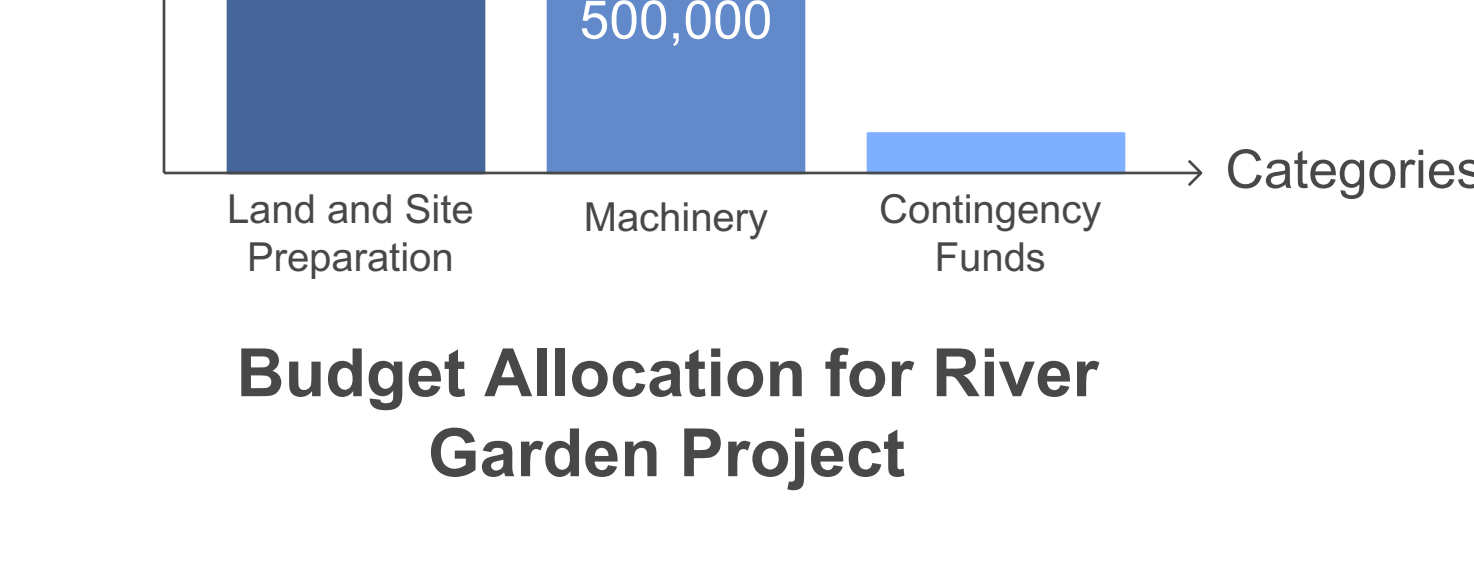 500,000
Categories
Land and Site
Preparation
Machinery
Contingency
Funds
Budget Allocation for River
Garden Project